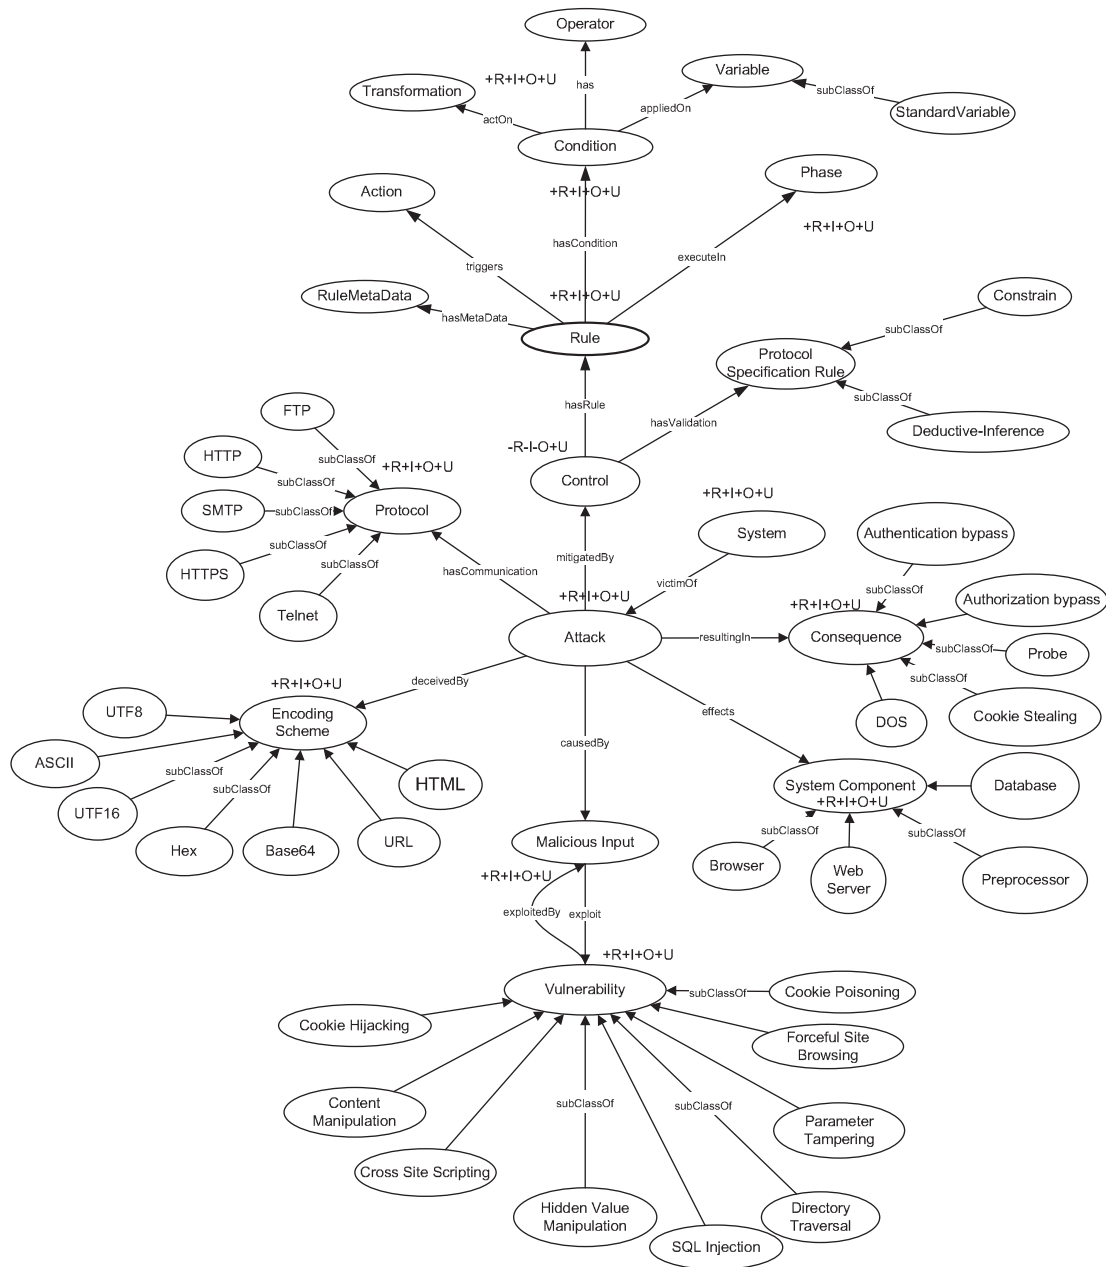 Operator
Variable
+R+I+O+U
has
Transformation
subClassOf
appliedOn
StandardVariable
actOn
Condition
Phase
Action
+R+I+O+U
+R+I+O+U
hasCondition
executeIn
triggers
RuleMetaData
+R+I+O+U
Constrain
hasMetaData
subClassOf
Rule
Protocol
Specification Rule
subClassOf
hasRule
FTP
hasValidation
Deductive-Inference
-R-I-O+U
HTTP
subClassOf
+R+I+O+U
subClassOf
Control
+R+I+O+U
SMTP
subClassOf
Protocol
System
Authentication bypass
subClassOf
mitigatedBy
subClassOf
HTTPS
hasCommunication
victimOf
subClassOf
+R+I+O+U
+R+I+O+U
Authorization bypass
Telnet
Attack
resultingIn
Consequence
subClassOf
Probe
+R+I+O+U
deceivedBy
subClassOf
UTF8
Encoding
Scheme
effects
DOS
Cookie Stealing
causedBy
ASCII
subClassOf
HTML
System Component
Database
subClassOf
+R+I+O+U
UTF16
subClassOf
subClassOf
Malicious Input
URL
Hex
Base64
Browser
Web
Server
Preprocessor
+R+I+O+U
exploitedBy
exploit
+R+I+O+U
Vulnerability
subClassOf
Cookie Poisoning
Cookie Hijacking
Forceful Site
Browsing
Content
Manipulation
subClassOf
subClassOf
Parameter
Tampering
Cross Site Scripting
Hidden Value
Manipulation
Directory
Traversal
SQL Injection